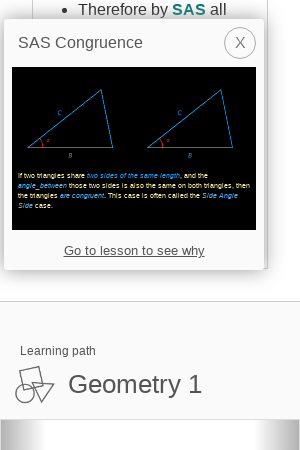 Therefore by SAS all
SAS Congruence
X
C
B
C
B
If two triangles share two sides of the same length, and the
angle_between those two sides is also the same on both triangles, then
the triangles are congruent. This case is often called the Side Angle
Side case.
Go to lesson to see why
Learning path
Geometry 1